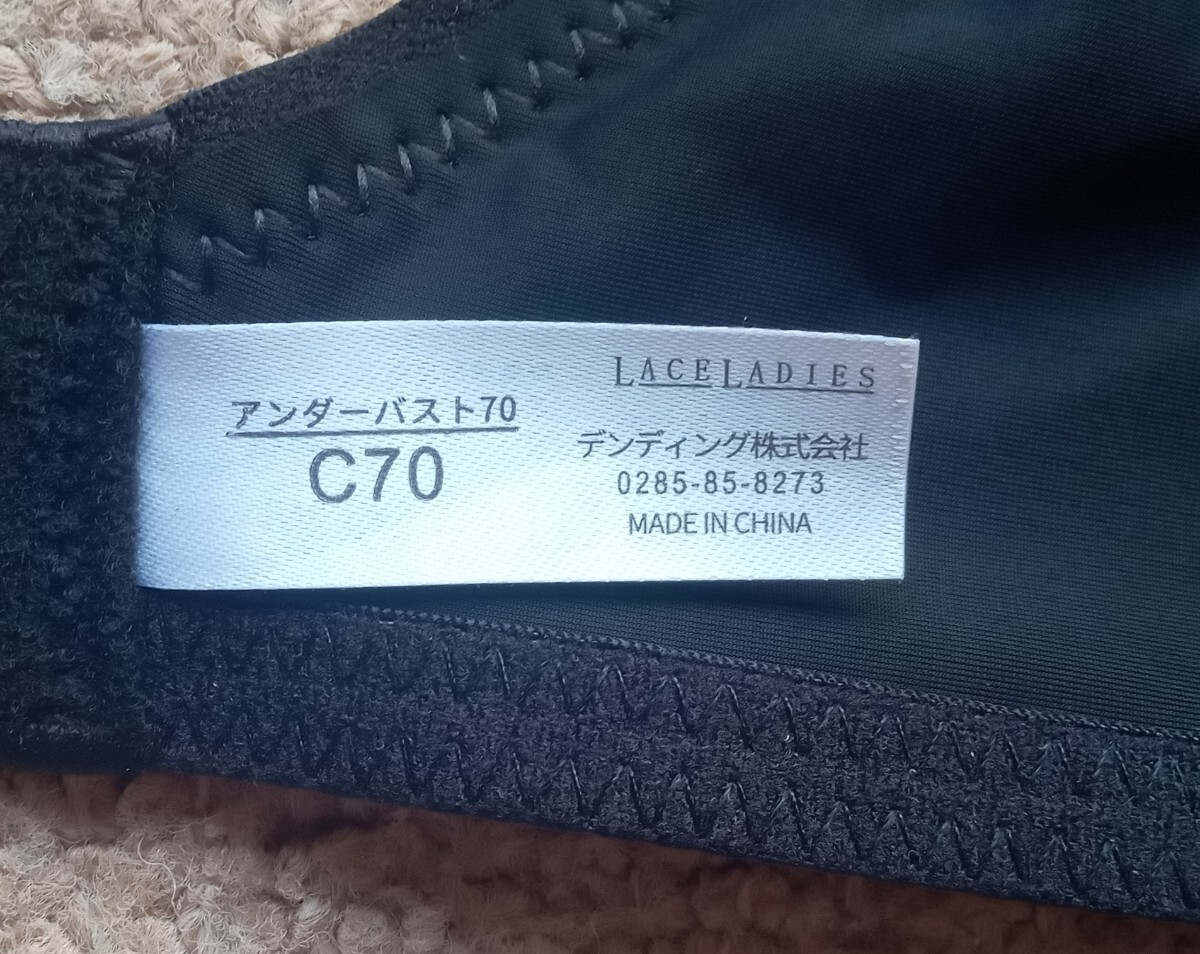 アンダーバスト70
C70
LACELADIES
デンディング株式会社
0285-85-8273
MADE IN CHINA